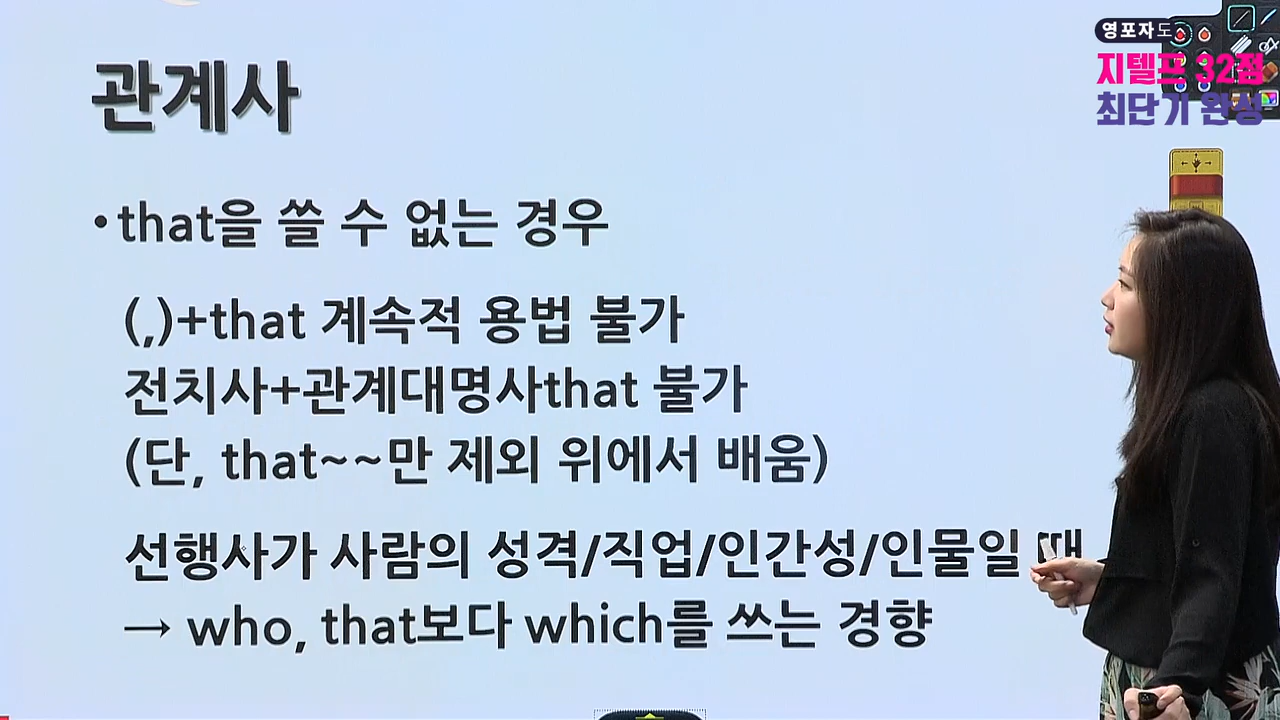 관계사
영포자도
지텔프 32점
최단기 완성
•that을 쓸 수 없는 경우
(,)+that 계속적 용법 불가
전치사+관계대명사that 불가
(단, that~~만 제외 위에서 배움)
선행사가 사람의 성격/직업/인간성/인물일 때
→ who, that보다 which를 쓰는 경향